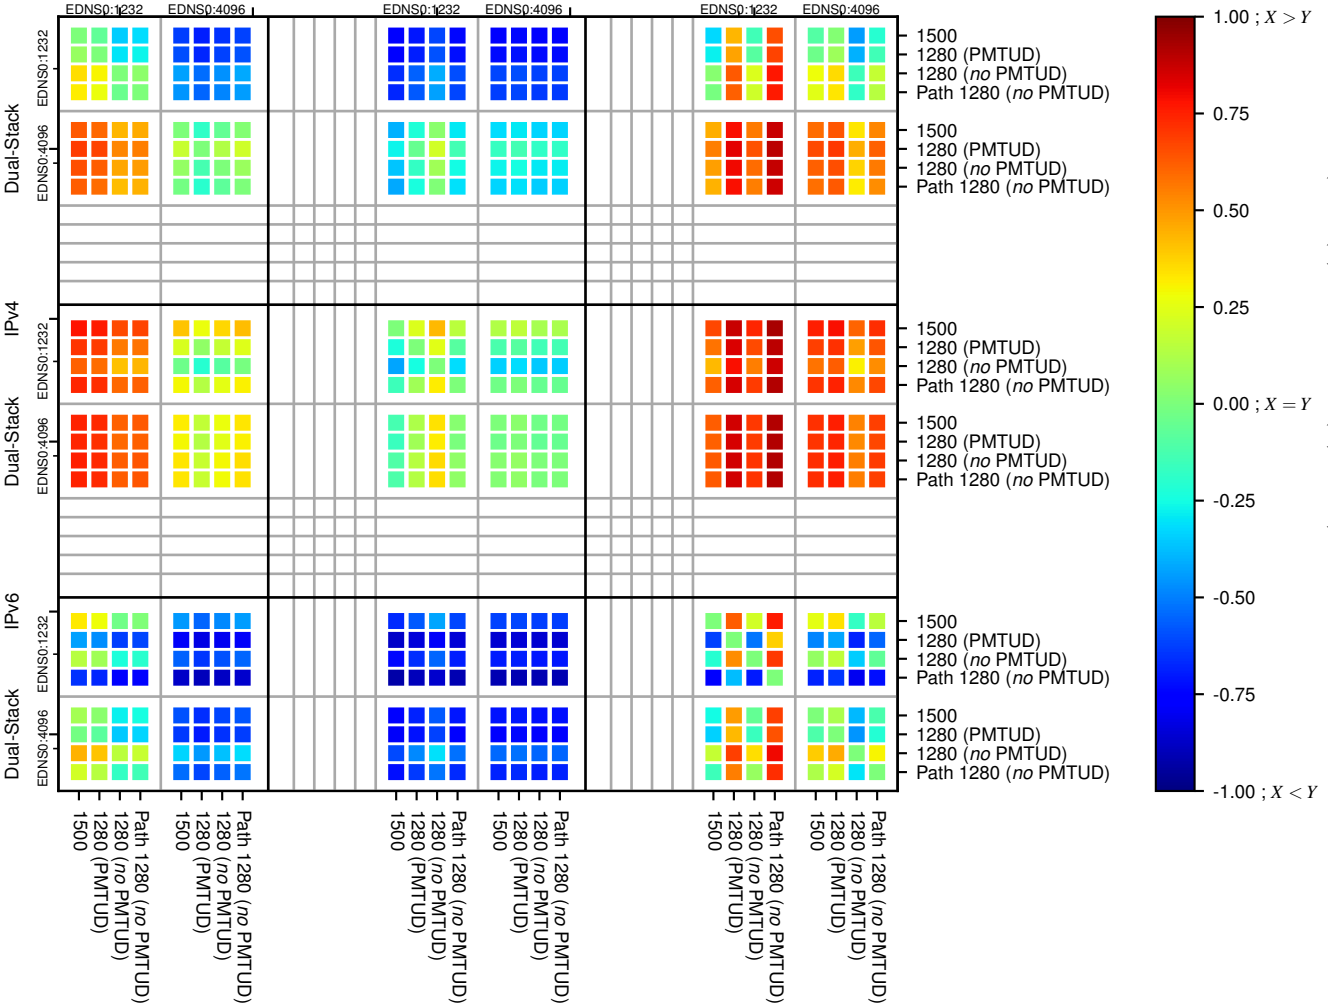 EDNS0:1232 EDNS0:4096 EDNS0:1232 EDNS0:4096 EDNS0:1232 EDNS0:4096
Dual-Stack
EDNS0:1232
1500
1280 (PMTUD)
1280 (no PMTUD)
Path 1280 (no PMTUD)
EDNS0:4096
1500
1280 (PMTUD)
1280 (no PMTUD)
Path 1280 (no PMTUD)
IPv4
Dual-Stack
EDNS0:1232
1500
1280 (PMTUD)
1280 (no PMTUD)
Path 1280 (no PMTUD)
EDNS0:4096
1500
1280 (PMTUD)
1280 (no PMTUD)
Path 1280 (no PMTUD)
IPv6
Dual-Stack
EDNS0:1232
1500
1280 (PMTUD)
1280 (no PMTUD)
Path 1280 (no PMTUD)
EDNS0:4096
1500
1280 (PMTUD)
1280 (no PMTUD)
Path 1280 (no PMTUD)
1500
1280 (PMTUD)
1280 (no PMTUD)
Path 1280 (no PMTUD)
1500
1280 (PMTUD)
1280 (no PMTUD)
Path 1280 (no PMTUD)
1500
1280 (PMTUD)
1280 (no PMTUD)
Path 1280 (no PMTUD)
1500
1280 (PMTUD)
1280 (no PMTUD)
Path 1280 (no PMTUD)
1500
1280 (PMTUD)
1280 (no PMTUD)
Path 1280 (no PMTUD)
1500
1280 (PMTUD)
1280 (no PMTUD)
Path 1280 (no PMTUD)
1.00 ; X > Y
0.75
0.50
0.25
0.00 ; X = Y
-0.25
-0.50
-0.75
-1.00 ; X < Y